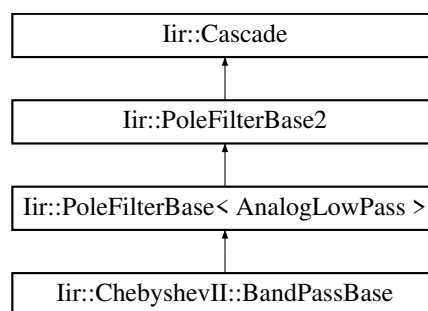 Iir::Cascade
Iir::PoleFilterBase2
Iir::PoleFilterBase< AnalogLowPass >
Iir::ChebyshevII::BandPassBase